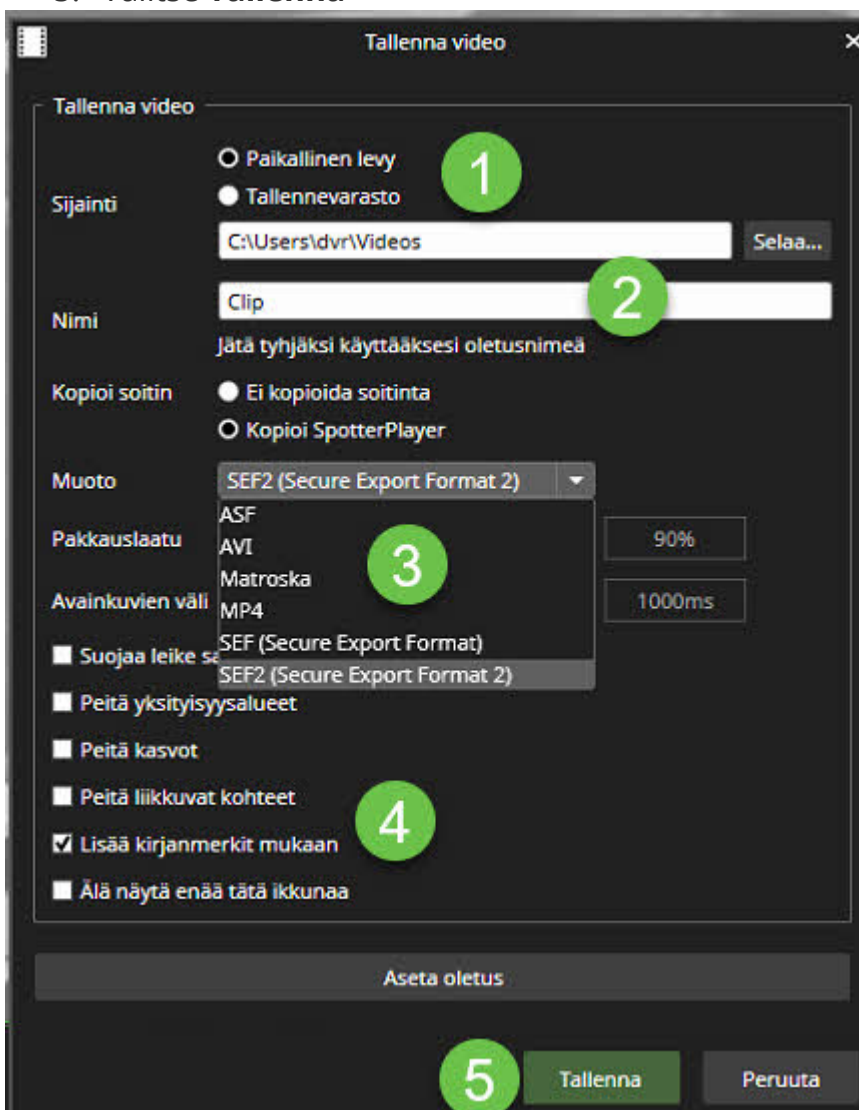 Tallenna video
Tallenna video
Paikallinen levy
1
Sijainti
Tallennevarasto
C:\Users\dvr\Videos
Selaa...
Nimi
Clip
2
Jätä tyhjäksi käyttääksesi oletusnimeä
Kopioi soitin
Ei kopioida soitinta
Kopioi SpotterPlayer
Muoto
SEF2 (Secure Export Format 2)
ASF
Pakkauslaatu
AVI
3
90%
Matroska
Avainkuvien väli
MP4
1000ms
Suojaa leike
SEF (Secure Export Format)
SEF2 (Secure Export Format 2)
Peitä yksityisyysalueet
Peitä kasvot
Peitä liikkuvat kohteet
4
Lisää kirjanmerkit mukaan
Älä näytä enää tätä ikkunaa
Aseta oletus
5
Tallenna
Peruuta